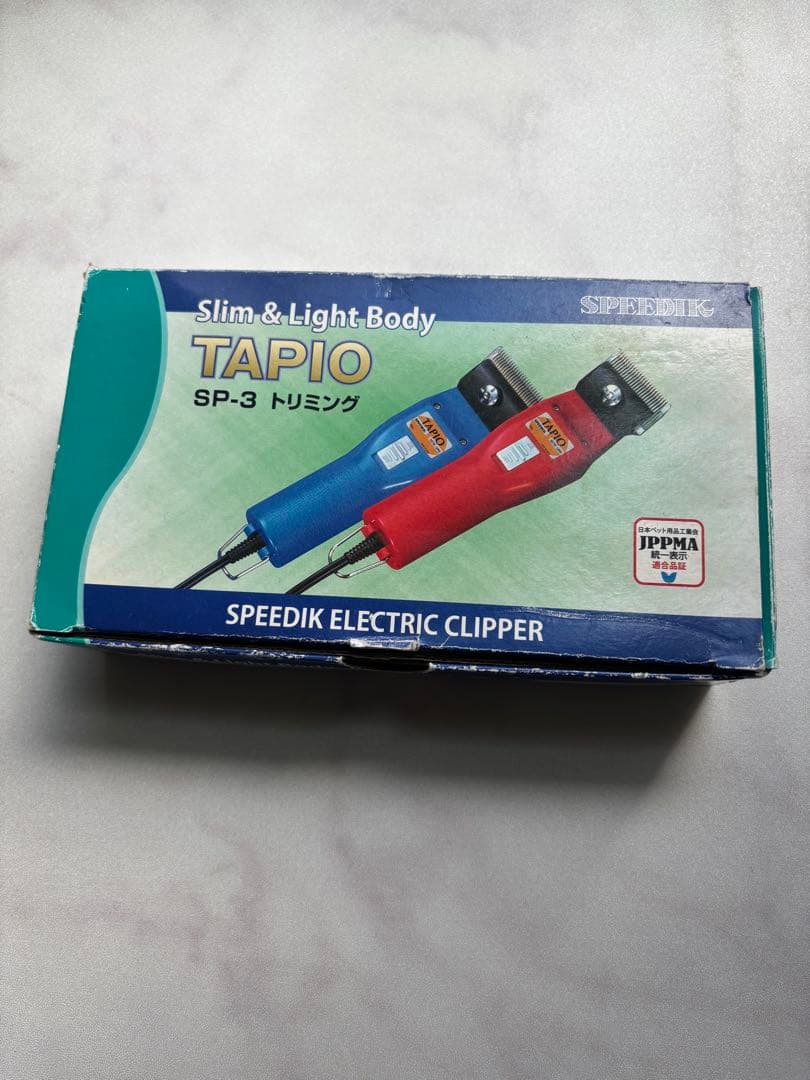 Slim & Light Body
SPEEDIK
TAPIO
SP-3 トリミング
TAPIO
TAPIO
日本ペット用品工業会
JPPMA
統一表示
適合品証
SPEEDIK ELECTRIC CLIPPER